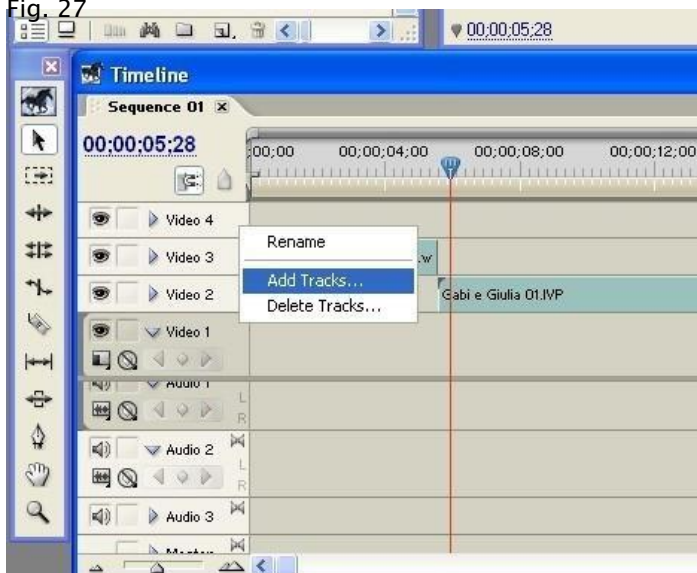 Fig. 27
00;00;05;28
Timeline
Sequence 01
00;00;05;28
;00;00 00;00;04;00 00;00;08;00 00;00;12;00
Video 4
Rename
Video 3
.w
Add Tracks...
Video 2
Gabi e Giulia 01.IVP
Delete Tracks...
Video 1
Audio 1
L
R
Audio 2
L
R
Audio 3
Master